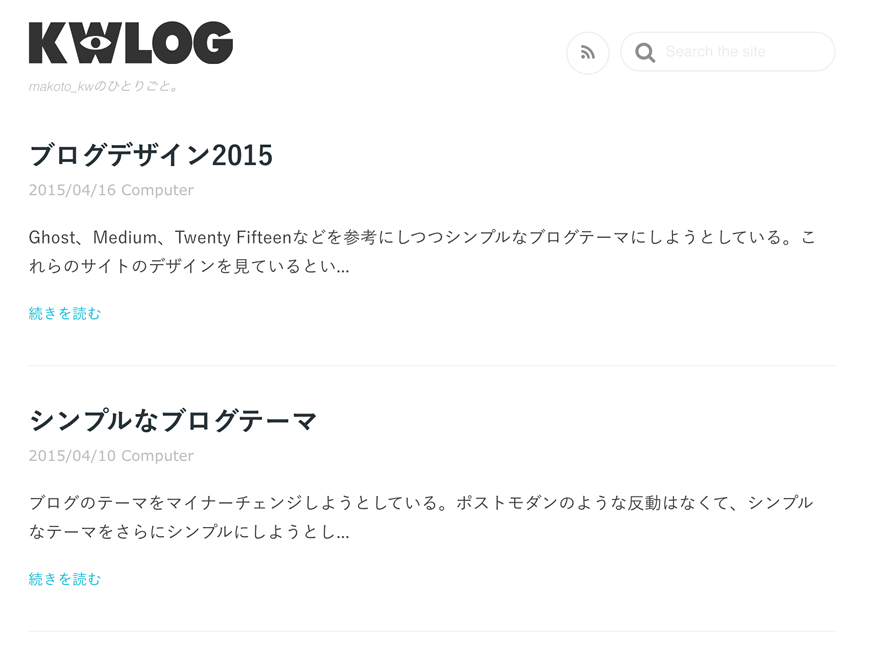 KWLOG
Search the site
makoto_kwのひとりごと。
ブログデザイン2015
2015/04/16 Computer
Ghost、Medium、Twenty Fifteenなどを参考にしつつシンプルなブログテーマにしようとしている。こ
れらのサイトのデザインを見ているとい...
続きを読む
シンプルなブログテーマ
2015/04/10 Computer
ブログのテーマをマイナーチェンジしようとしている。ポストモダンのような反動はなくて、シンプル
なテーマをさらにシンプルにしようとし...
続きを読む